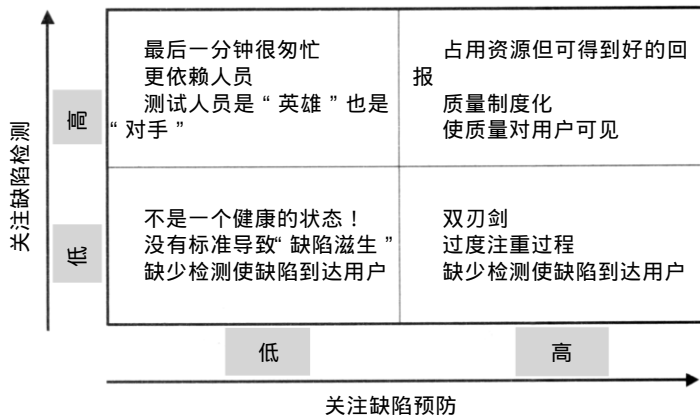 最后一分钟很匆忙
更依赖人员
测试人员是“英雄”也是
“对手”
占用资源但可得到好的回
报
质量制度化
使质量对用户可见
关注缺陷检测
高
低
不是一个健康的状态！
没有标准导致“缺陷滋生”
缺少检测使缺陷到达用户
双刃剑
过度注重过程
缺少检测使缺陷到达用户
低
高
关注缺陷预防